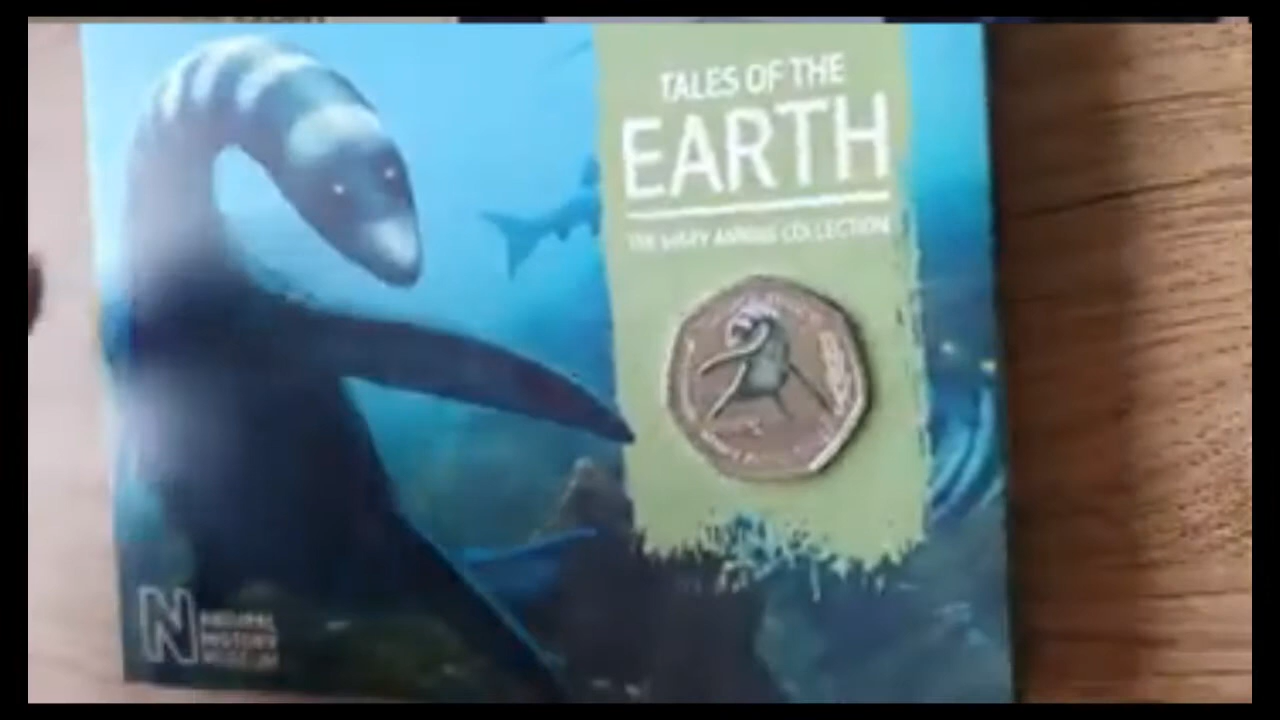 TALES OF THE
EARTH
THE MARY ANNING COLLECTION
N NATURAL
HISTORY
MUSEUM